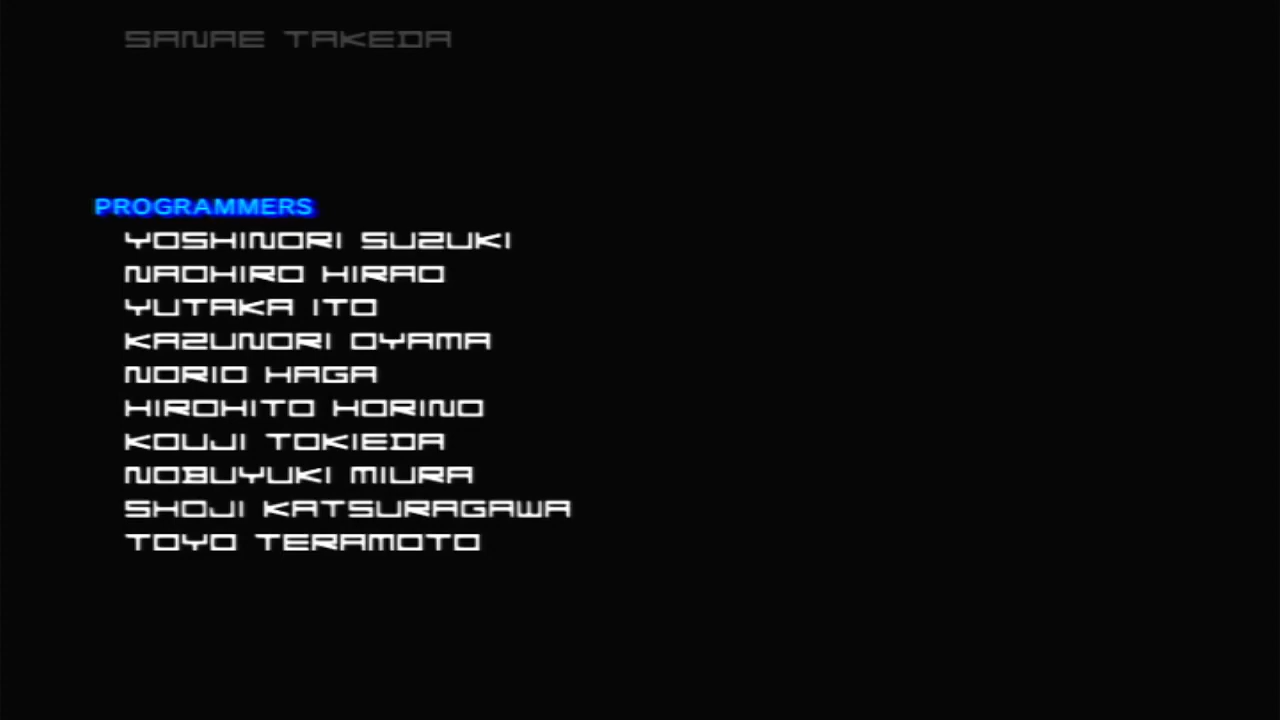 SANAE TAKEDA
PROGRAMMERS
YOSHINORI SUZUKI
NAOHIRO HIRAO
YUTAKA ITO
KAZUNORI OYAMA
NORIO HAGA
HIROHITO HORINO
KOUJI TOKIEDA
NOBUYUKI MIURA
SHOJI KATSURAGAWA
TOYO TERAMOTO